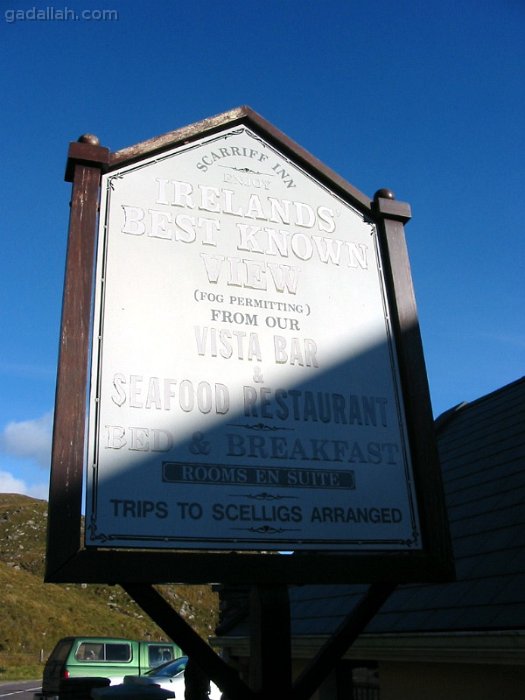 gadallah.com
SCARRIFF INN
ENJOY
IRELANDS'
BEST KNOWN
VIEW
(FOG PERMITTING)
FROM OUR
VISTA BAR
&
SEAFOOD RESTAURANT
BED & BREAKFAST
ROOMS EN SUITE
TRIPS TO SCELLIGS ARRANGED